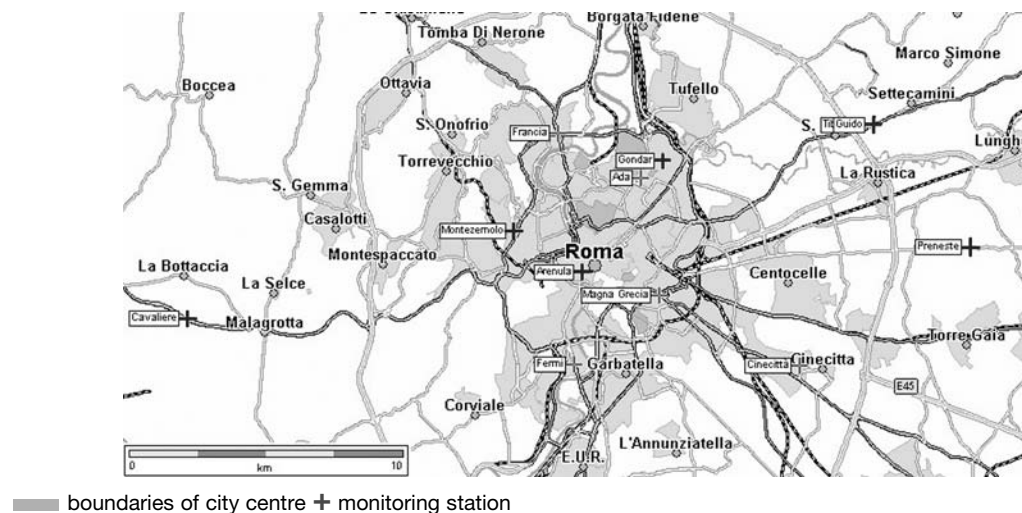 Borgata Fidene
Tomba Di Nerone
Marco Simone
Boccea
Ottavia
Tufello
Settecamini
S. Onofrio
Francia
S.
Guido
Torrevecchio
Gondar
Ada
La Rustica
S. Gemma
Casalotti
Montezemolo
Montespaccato
Roma
Preneste
La Bottaccia
Arenula
Centocelle
La Selce
Magna Grecia
Cavaliere
Malagrotta
Torre Gaia
Fermi
Garbatella
Cinecittà
Cinecitta
E45
Corviale
L'Annunziatella
E.U.R.
0 km 10
boundaries of city centre + monitoring station